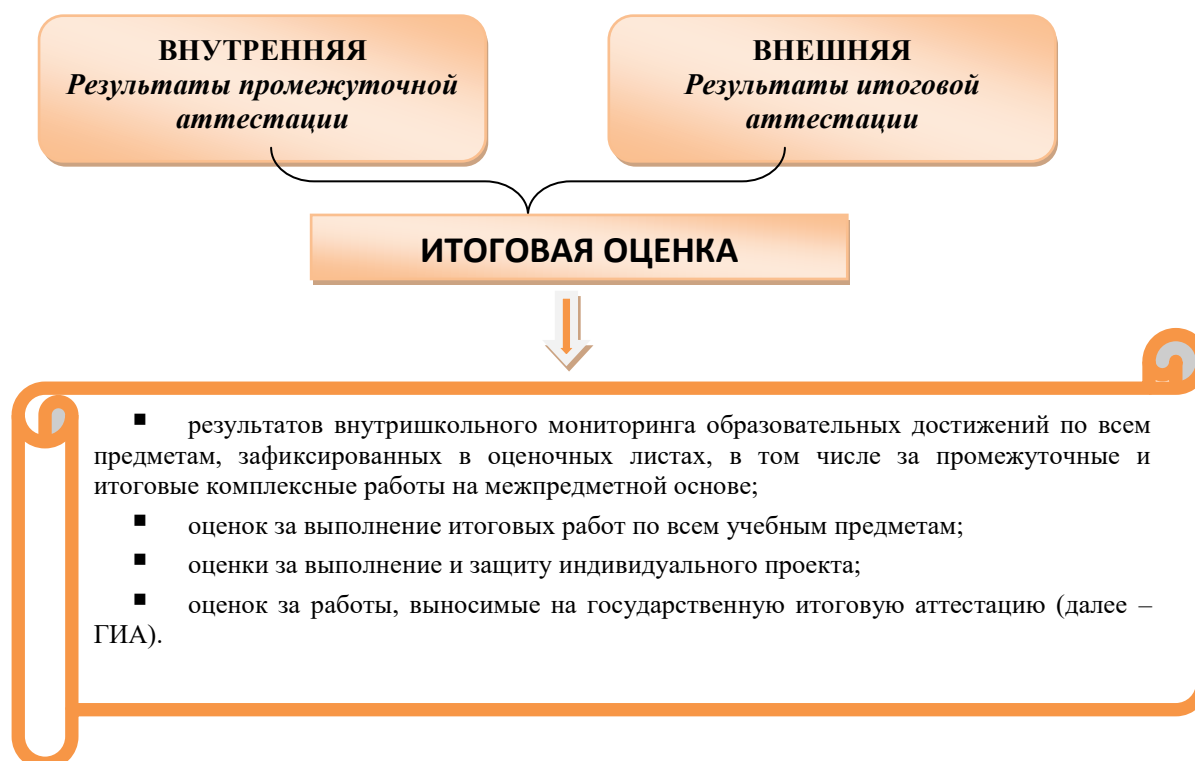 ВНУТРЕННЯЯ
Результаты промежуточной
аттестации
ВНЕШНЯЯ
Результаты итоговой
аттестации
ИТОГОВАЯ ОЦЕНКА
▪ результатов внутришкольного мониторинга образовательных достижений по всем
предметам, зафиксированных в оценочных листах, в том числе за промежуточные и
итоговые комплексные работы на межпредметной основе;
▪ оценок за выполнение итоговых работ по всем учебным предметам;
▪ оценки за выполнение и защиту индивидуального проекта;
▪ оценок за работы, выносимые на государственную итоговую аттестацию (далее –
ГИА).